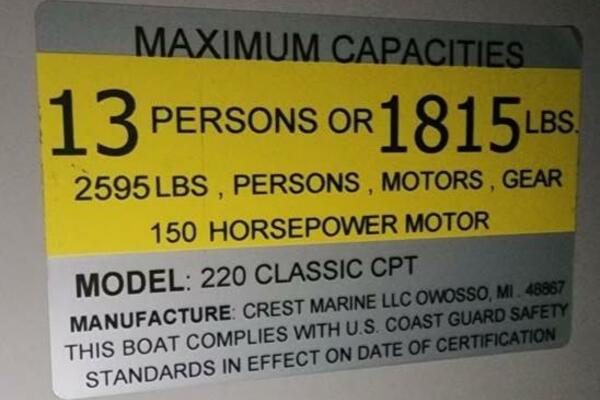 MAXIMUM CAPACITIES
13 PERSONS OR 1815 LBS.
2595 LBS , PERSONS , MOTORS , GEAR
150 HORSEPOWER MOTOR
MODEL: 220 CLASSIC CPT
MANUFACTURE: CREST MARINE LLC OWOSSO, MI . 48867
THIS BOAT COMPLIES WITH U.S. COAST GUARD SAFETY
STANDARDS IN EFFECT ON DATE OF CERTIFICATION